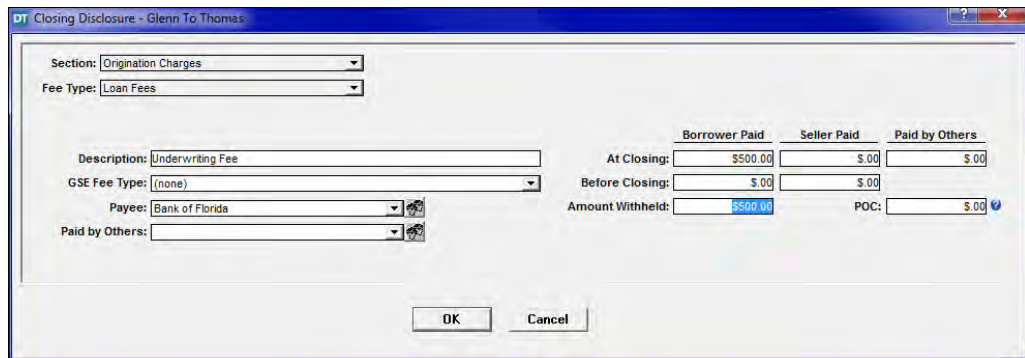 DT Closing Disclosure - Glenn To Thomas
? X
Section: Origination Charges
Fee Type: Loan Fees
Borrower Paid Seller Paid Paid by Others
Description: Underwriting Fee At Closing: $500.00 $.00 $.00
GSE Fee Type: (none) Before Closing: $.00 $.00
Payee: Bank of Florida Amount Withheld: $500.00 POC: $.00 ?
Paid by Others:
OK Cancel